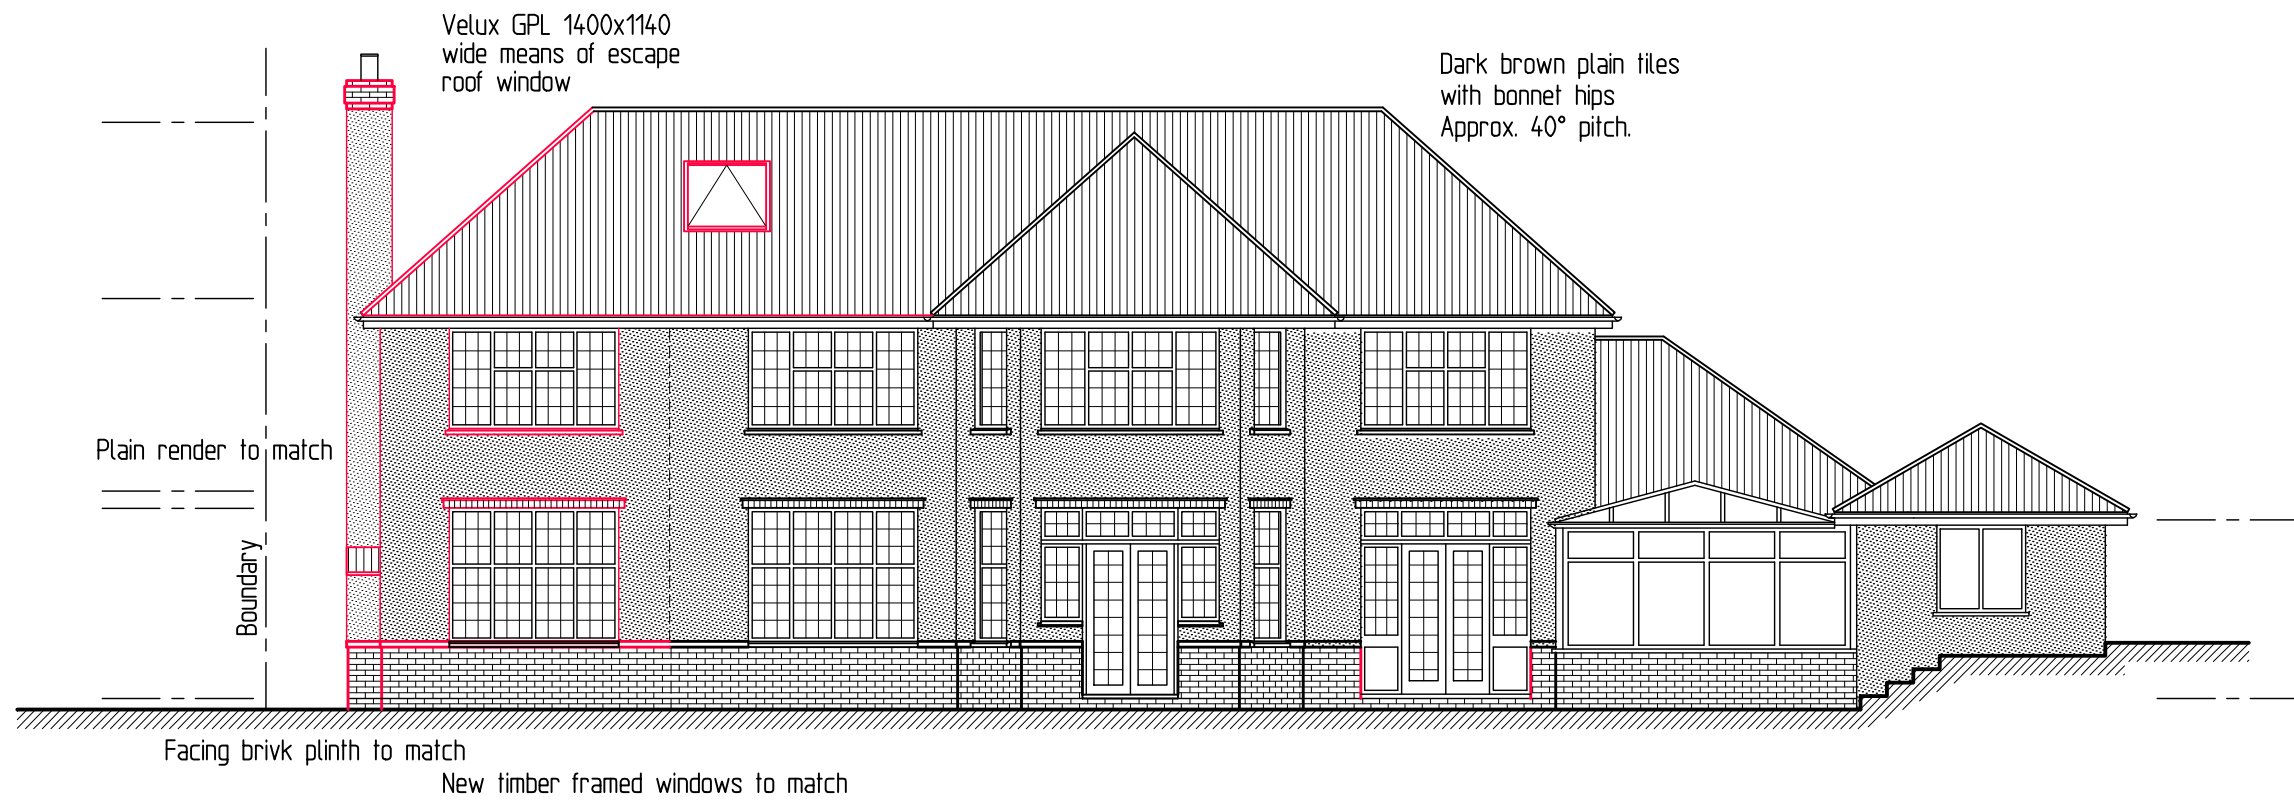 Velux GPL 1400x1140
wide means of escape
roof window
Dark brown plain tiles
with bonnet hips
Approx. 40° pitch.
Plain render to match
Boundary
Facing brivk plinth to match
New timber framed windows to match